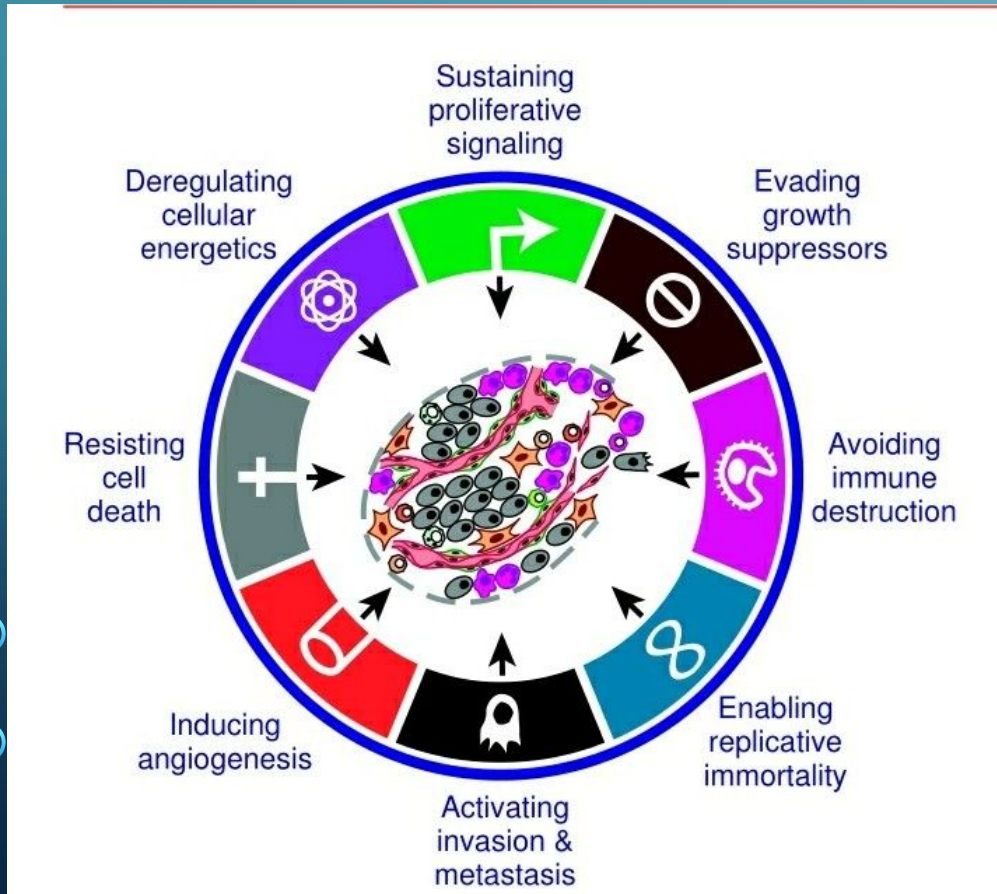 Sustaining
proliferative
signaling
Evading
growth
suppressors
Avoiding
immune
destruction
Enabling
replicative
immortality
Activating
invasion &
metastasis
Inducing
angiogenesis
Resisting
cell
death
Deregulating
cellular
energetics